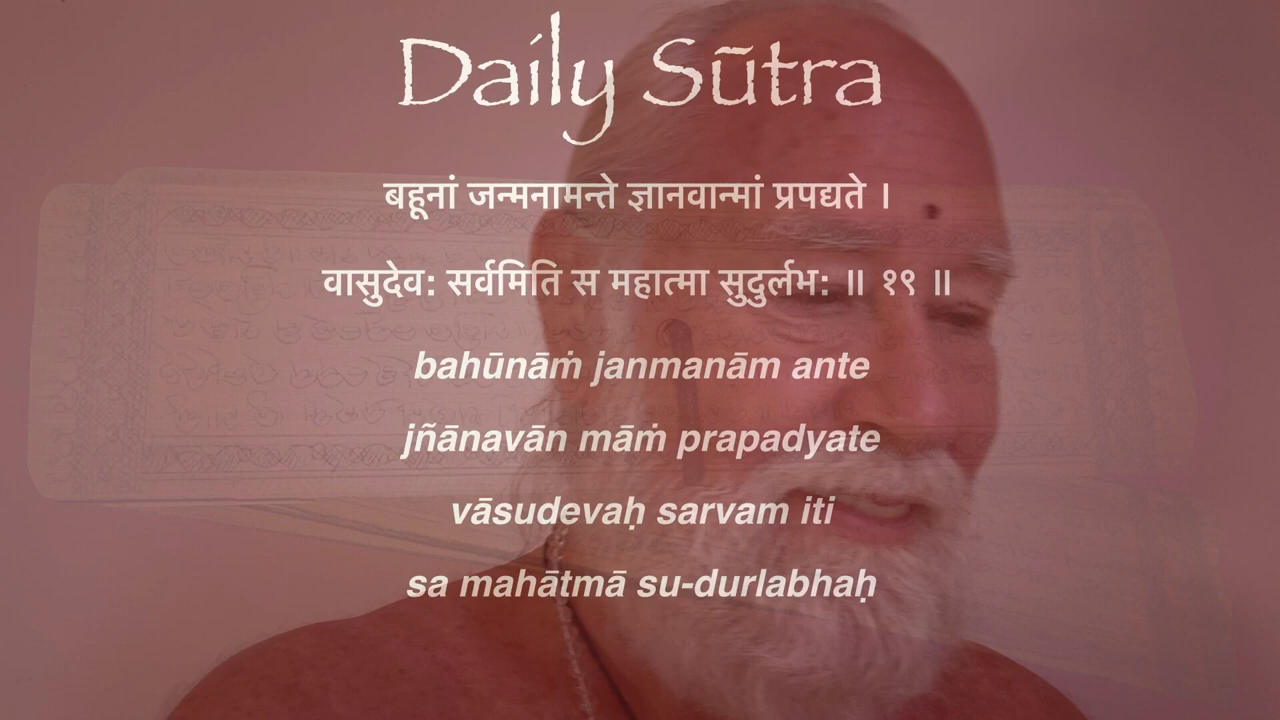 Daily Sūtra
बहूनां जन्मनामन्ते ज्ञानवान्मां प्रपद्यते ।
वासुदेव: सर्वमिति स महात्मा सुदुर्लभ: ॥ १९ ॥
bahūnāṁ janmanām ante
jñānavān māṁ prapadyate
vāsudevaḥ sarvam iti
sa mahātmā su-durlabhaḥ